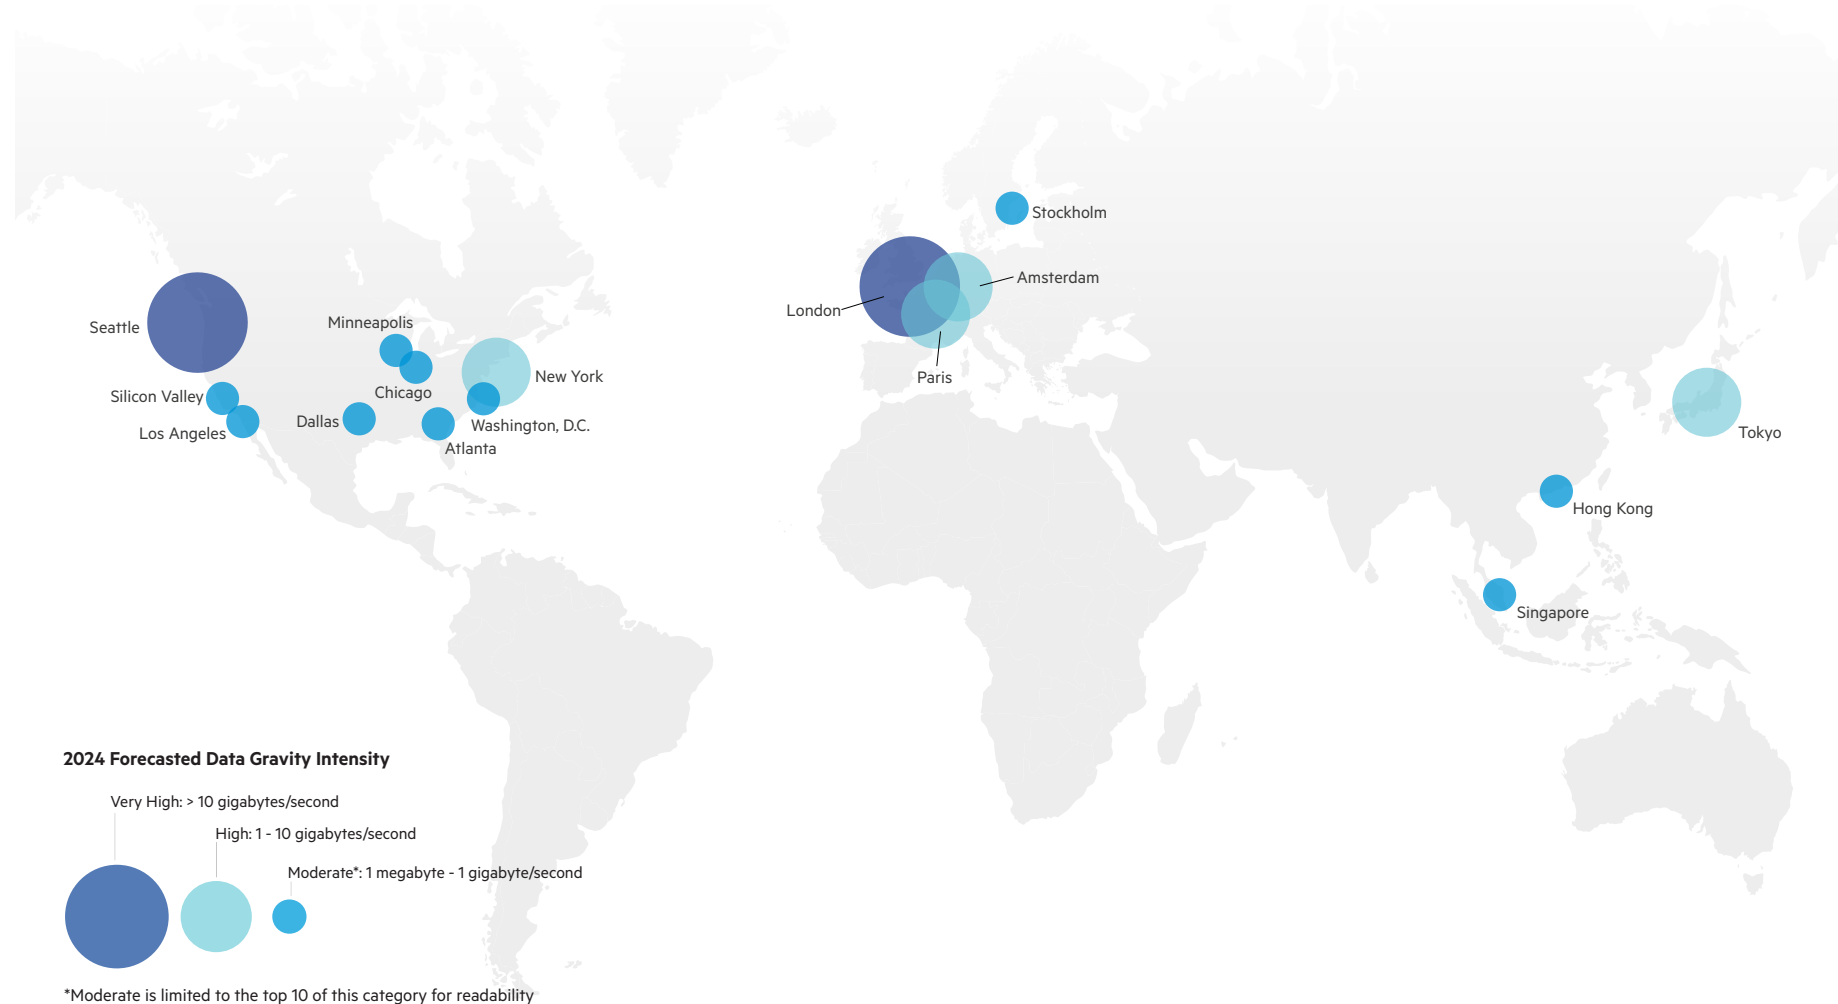 Stockholm
Amsterdam
London
Paris
Seattle
Minneapolis
New York
Silicon Valley
Chicago
Dallas
Washington, D.C.
Los Angeles
Atlanta
Tokyo
Hong Kong
Singapore
2024 Forecasted Data Gravity Intensity
Very High: > 10 gigabytes/second
High: 1 - 10 gigabytes/second
Moderate*: 1 megabyte - 1 gigabyte/second
*Moderate is limited to the top 10 of this category for readability